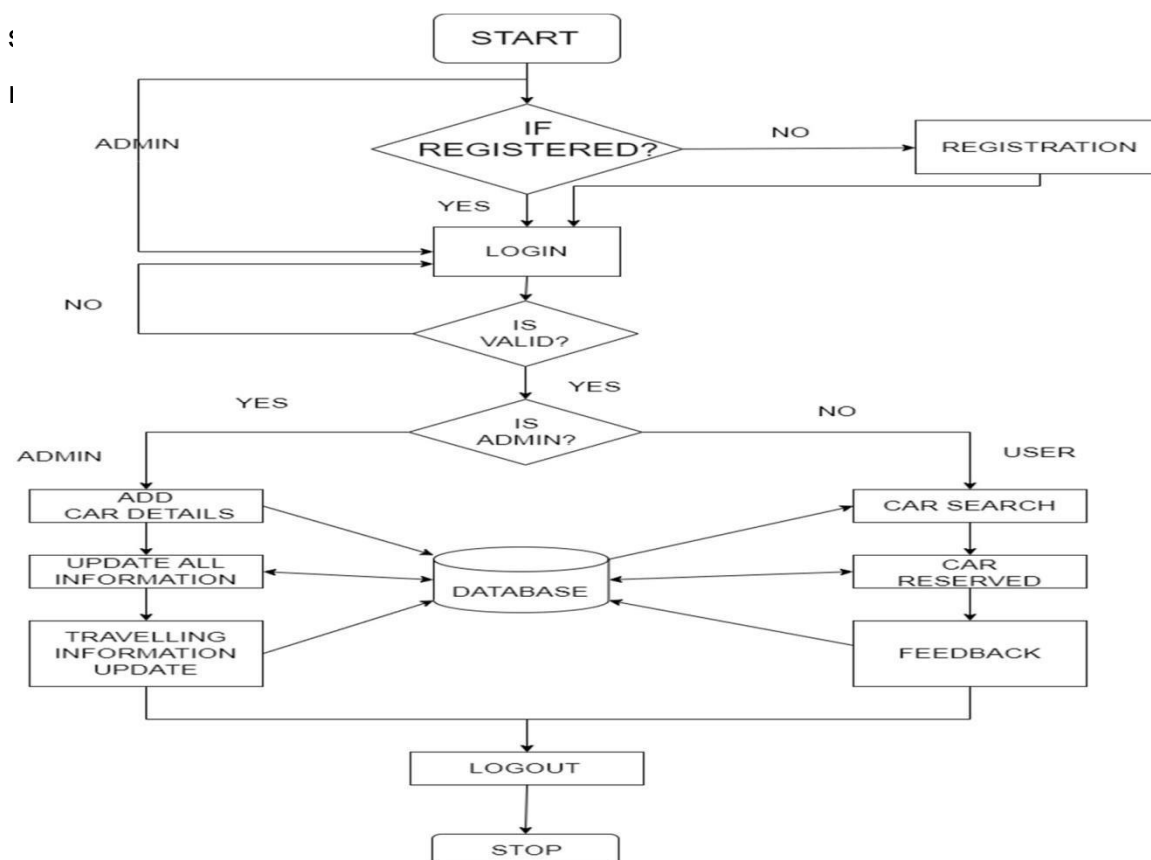 START
ADMIN
IF
REGISTERED?
NO
REGISTRATION
YES
LOGIN
NO
IS
VALID?
YES
YES
IS
ADMIN?
NO
ADMIN
USER
ADD
CAR DETAILS
CAR SEARCH
UPDATE ALL
INFORMATION
DATABASE
CAR
RESERVED
TRAVELLING
INFORMATION
UPDATE
FEEDBACK
LOGOUT
STOP